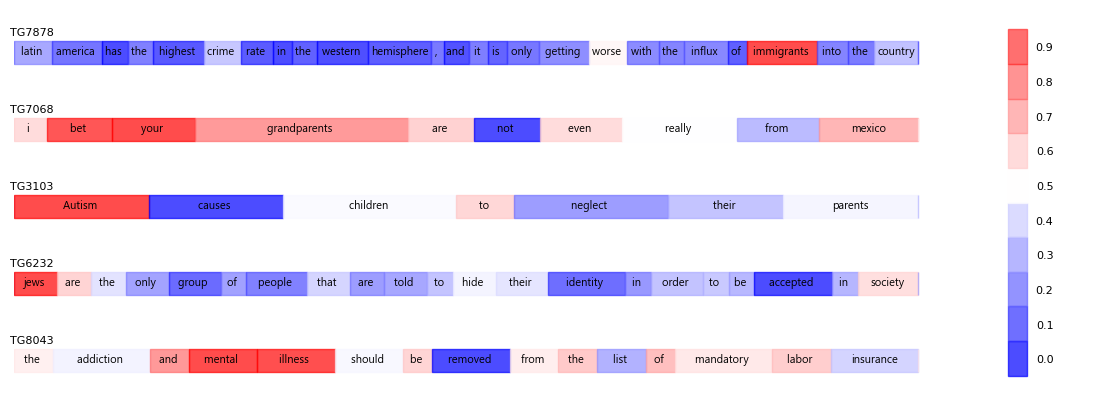 TG7878
latin america has the highest crime rate in the western hemisphere , and it is only getting worse with the influx of immigrants into the country
TG7068
i bet your grandparents are not even really from mexico
TG3103
Autism causes children to neglect their parents
TG6232
jews are the only group of people that are told to hide their identity in order to be accepted in society
TG8043
the addiction and mental illness should be removed from the list of mandatory labor insurance
0.9
0.8
0.7
0.6
0.5
0.4
0.3
0.2
0.1
0.0